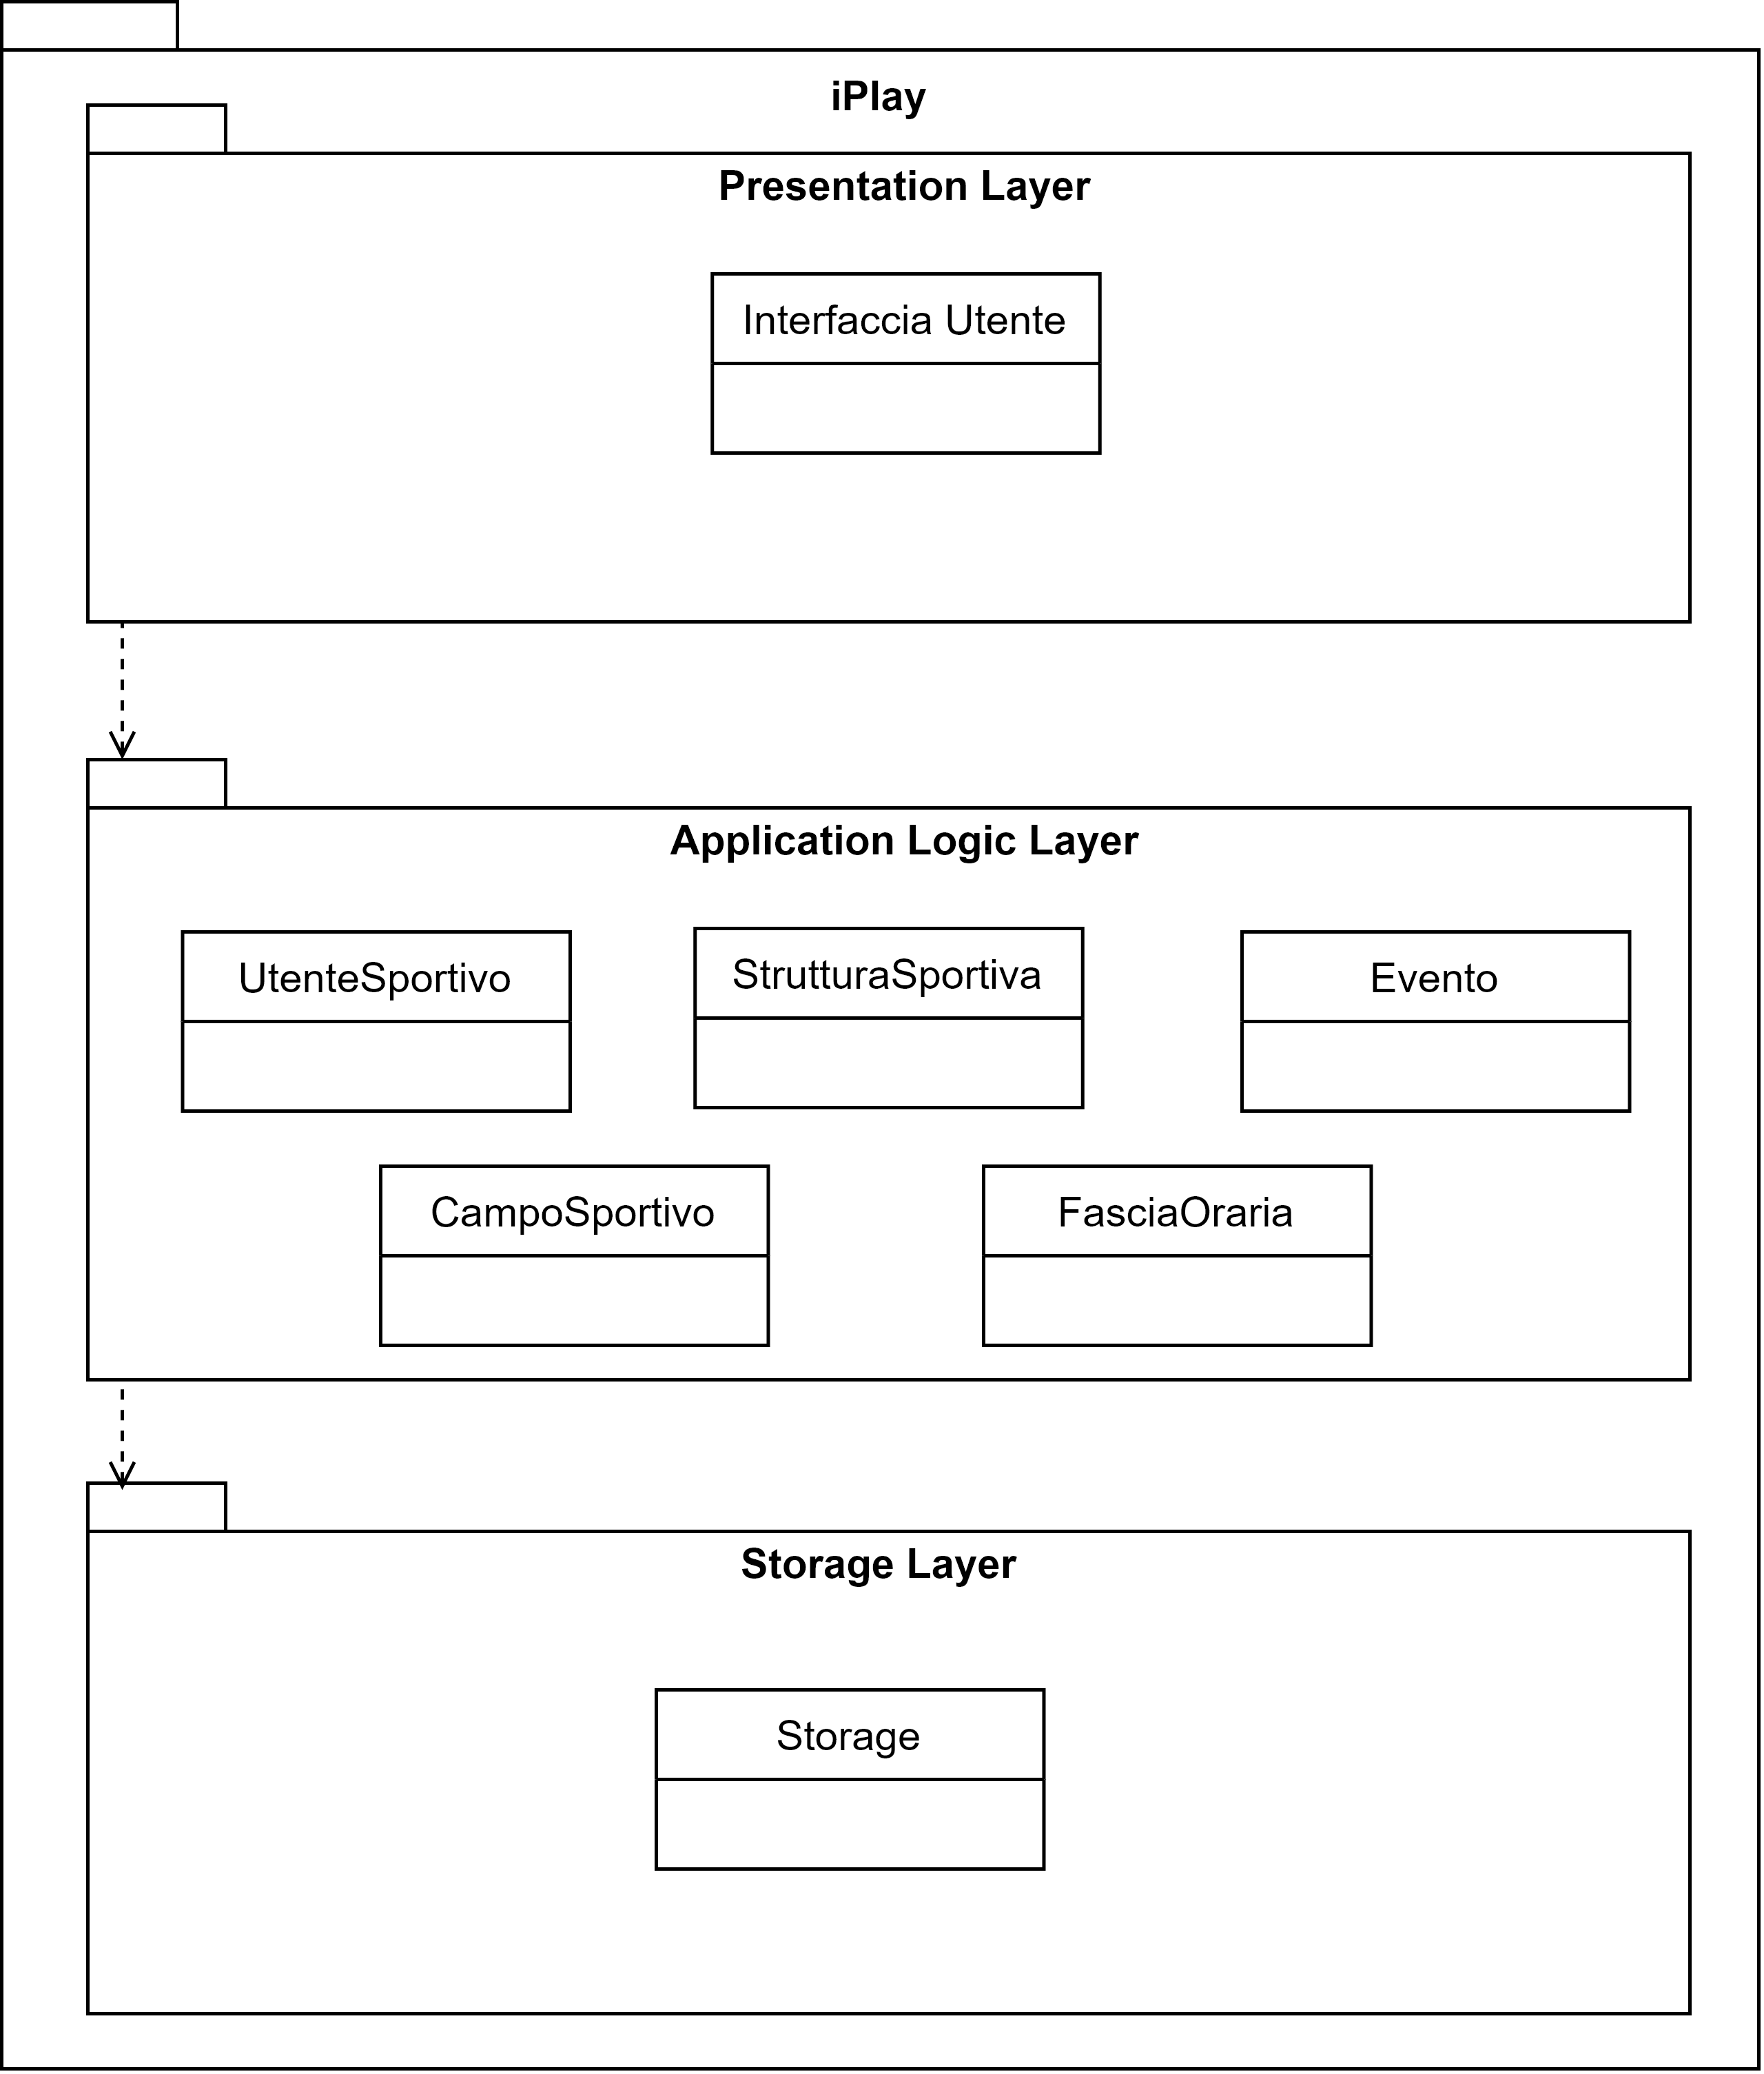 iPlay
Presentation Layer
Interfaccia Utente
Application Logic Layer
UtenteSportivo
StrutturaSportiva
Evento
CampoSportivo
FasciaOraria
Storage Layer
Storage